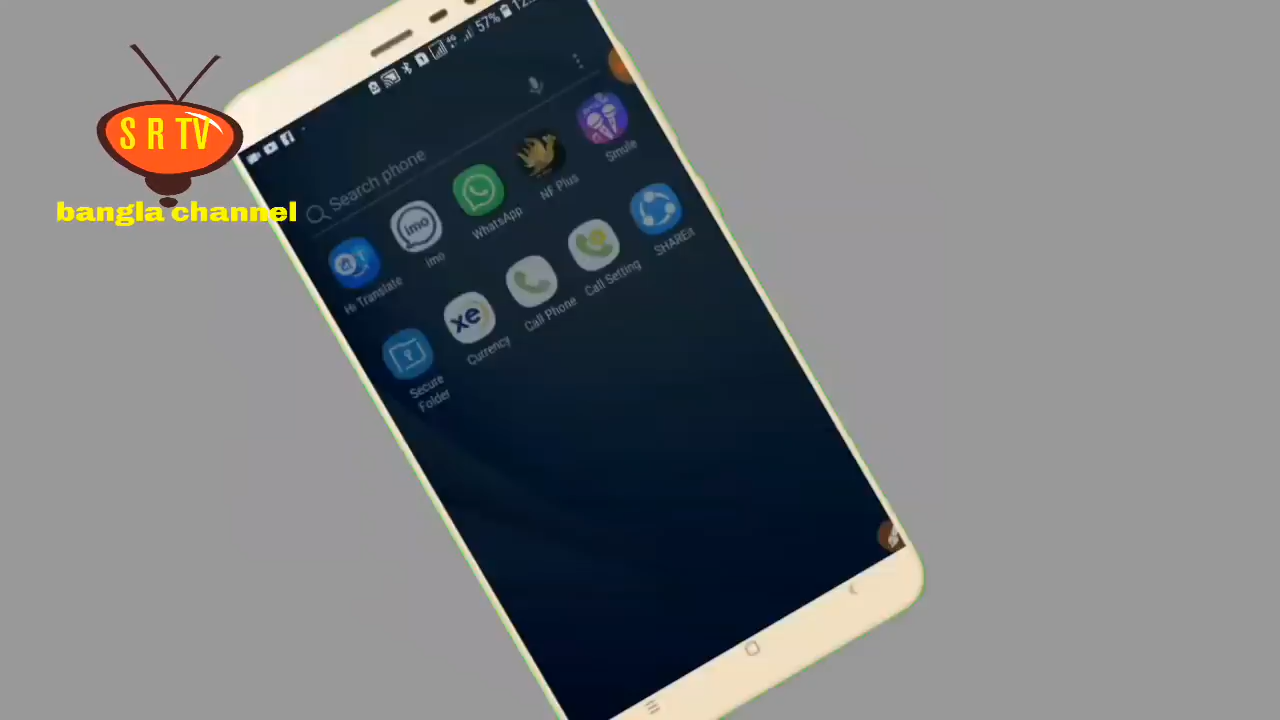 S R TV
bangla channel
57%
Search phone
Hi Translate
imo
imo
WhatsApp
NF Plus
Smule
Secure
Folder
xe
Currency
Call Phone
Call Setting
SHAREit